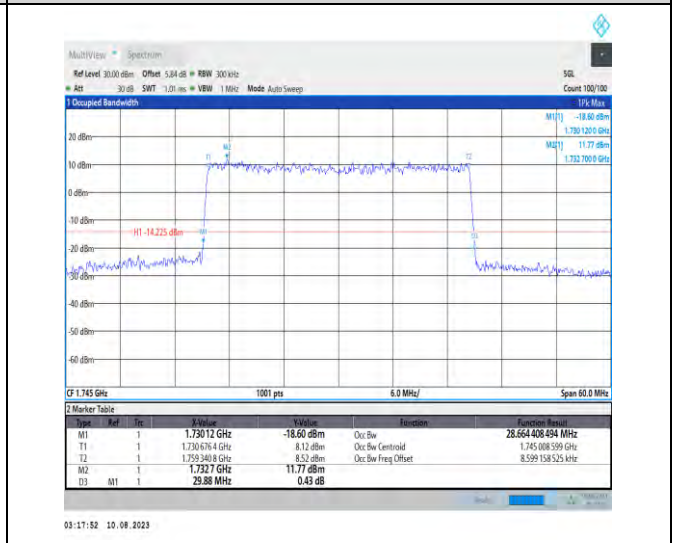 MultiView Spectrum
Ref Level 30.00 dBm Offset 5.84 dB RBW 300 kHz SGL
Att 30 dB SWT 1.01 ms VBW 1 MHz Mode Auto Sweep Count 100/100
1 Occupied Bandwidth 1Pk Max
M1[1] -18.60 dBm
1.730 120 0 GHz
M2[1] 11.77 dBm
1.732 700 0 GHz
20 dBm
10 dBm
0 dBm
-10 dBm
-20 dBm
-30 dBm
-40 dBm
-50 dBm
-60 dBm
T1
M2
T2
H1 -14.225 dBm
M1
D3
CF 1.745 GHz 1001 pts 6.0 MHz/ Span 60.0 MHz
2 Marker Table
Type Ref Trc X-Value Y-Value Function Function Result
M1 1 1.730 12 GHz -18.60 dBm Occ Bw 28.664 408 494 MHz
T1 1 1.730 676 4 GHz 8.12 dBm Occ Bw Centroid 1.745 008 599 GHz
T2 1 1.759 340 8 GHz 8.52 dBm Occ Bw Freq Offset 8.599 158 525 kHz
M2 1 1.732 7 GHz 11.77 dBm
D3 M1 1 29.88 MHz 0.43 dB
03:17:52 10.08.2023